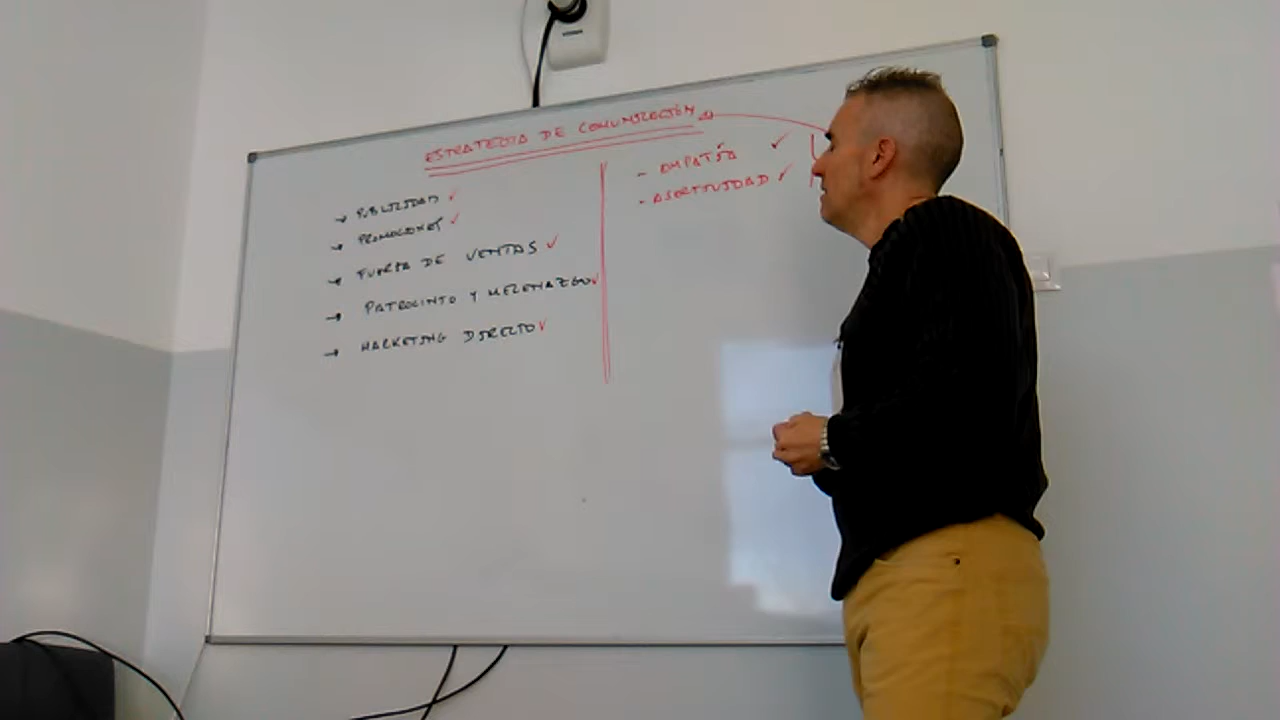 ESTRATEGIA DE COMUNICACIÓN
→ PUBLICIDAD ✓
→ PROMOCIONES ✓
→ FUERZA DE VENTAS ✓
→ PATROCINIO Y MECENAZGO ✓
→ MARKETING DIRECTO ✓
- EMPATÍA ✓
- ASERTIVIDAD ✓